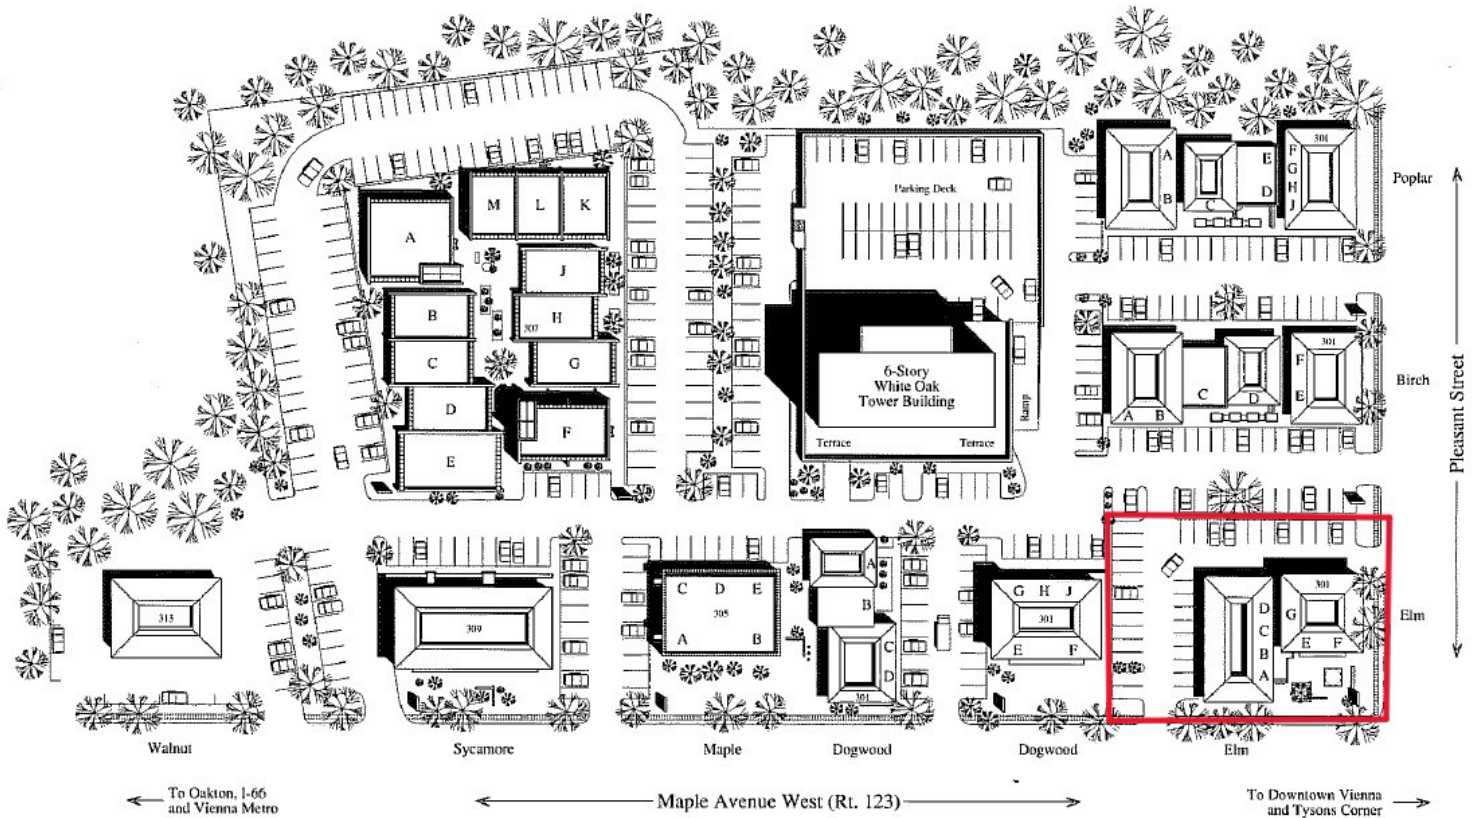 301
F
G
H
J
A
B
C
E
D
Poplar
Parking Deck
M
L
K
A
J
B
H
307
C
G
D
F
E
6-Story
White Oak
Tower Building
Terrace
Terrace
Ramp
301
F
E
A
B
C
D
Birch
Pleasant Street
313
309
C D E
305
A B
A
B
C
D
301
G H J
301
E F
D
C
B
A
301
G
E F
Elm
Walnut
Sycamore
Maple
Dogwood
Dogwood
Elm
To Oakton, I-66
and Vienna Metro
Maple Avenue West (Rt. 123)
To Downtown Vienna
and Tysons Corner